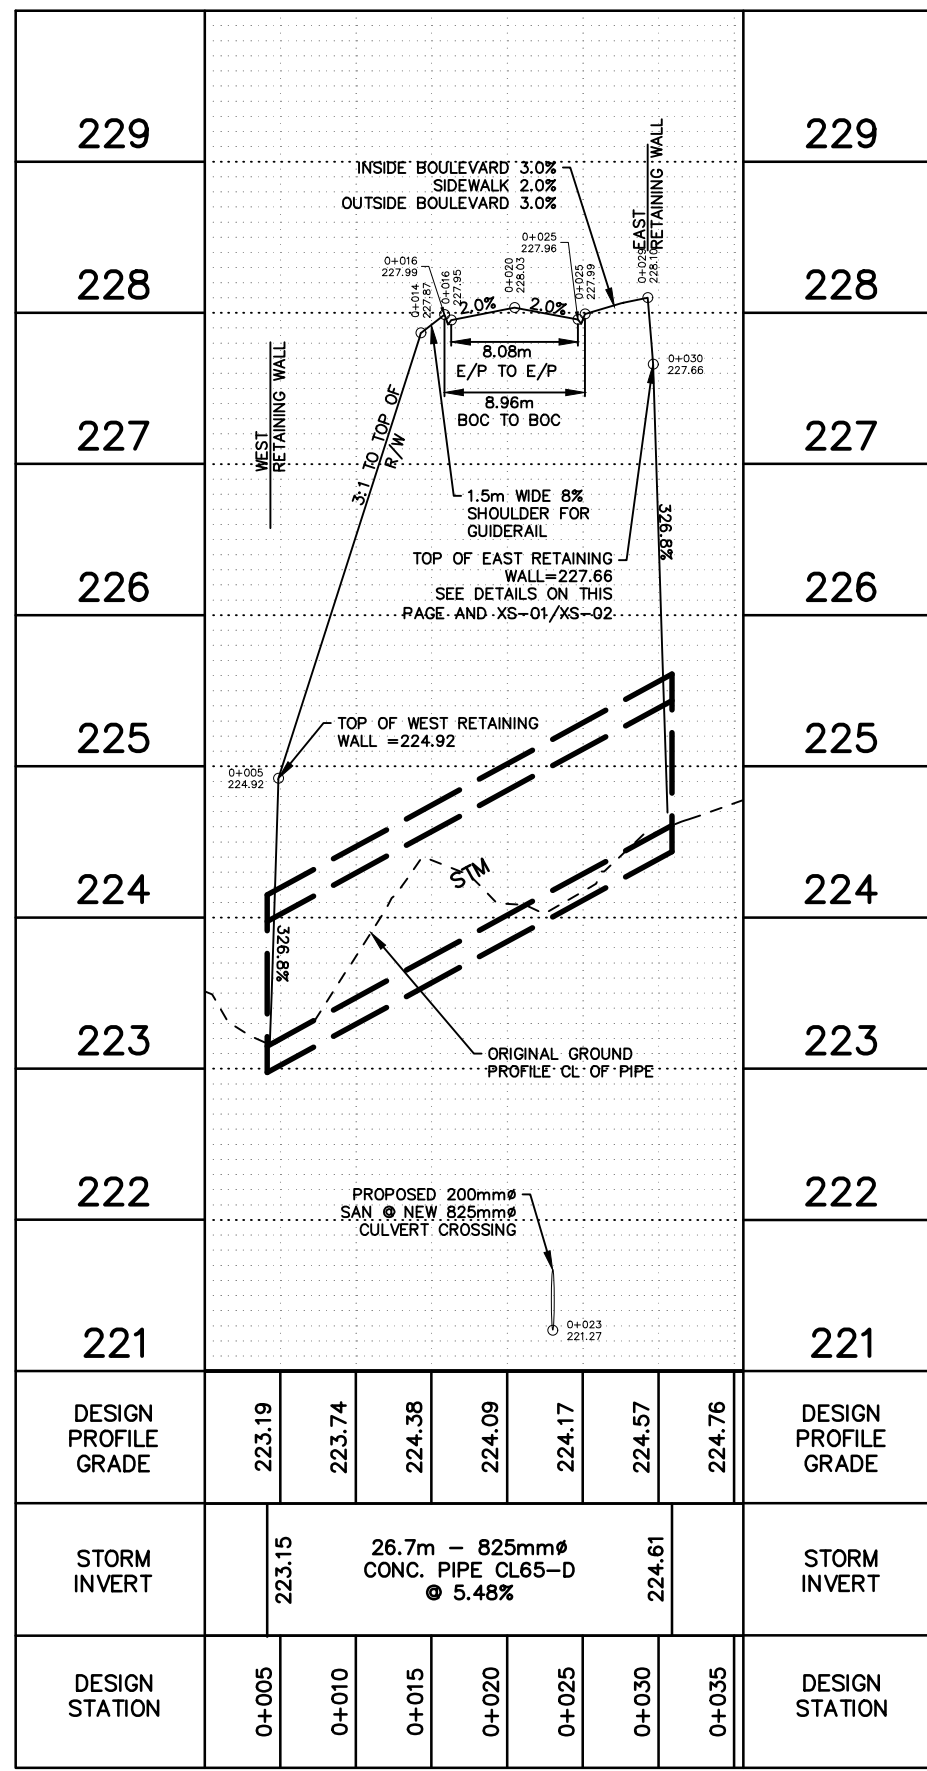 229
229
EAST
RETAINING WALL
INSIDE BOULEVARD 3.0%
SIDEWALK 2.0%
OUTSIDE BOULEVARD 3.0%
0+025
227.96
0+016
227.99
0+014
227.87
0+016
227.95
0+020
228.03
0+025
227.99
0+029
228.10
228
228
2.0%
2.0%
8.08m
E/P TO E/P
0+030
227.66
8.96m
BOC TO BOC
WEST
RETAINING WALL
3:1 TO TOP OF
R/W
227
227
1.5m WIDE 8%
SHOULDER FOR
GUIDERAIL
326.8%
TOP OF EAST RETAINING
WALL=227.66
SEE DETAILS ON THIS
PAGE AND XS-01/XS-02
226
226
225
225
TOP OF WEST RETAINING
WALL =224.92
0+005
224.92
STM
224
224
326.8%
223
223
ORIGINAL GROUND
PROFILE CL OF PIPE
222
222
PROPOSED 200mmø
SAN @ NEW 825mmø
CULVERT CROSSING
0+023
221.27
221
221
DESIGN
PROFILE
GRADE
223.19
223.74
224.38
224.09
224.17
224.57
224.76
DESIGN
PROFILE
GRADE
STORM
INVERT
223.15
26.7m - 825mmø
CONC. PIPE CL65-D
@ 5.48%
224.61
STORM
INVERT
DESIGN
STATION
0+005
0+010
0+015
0+020
0+025
0+030
0+035
DESIGN
STATION